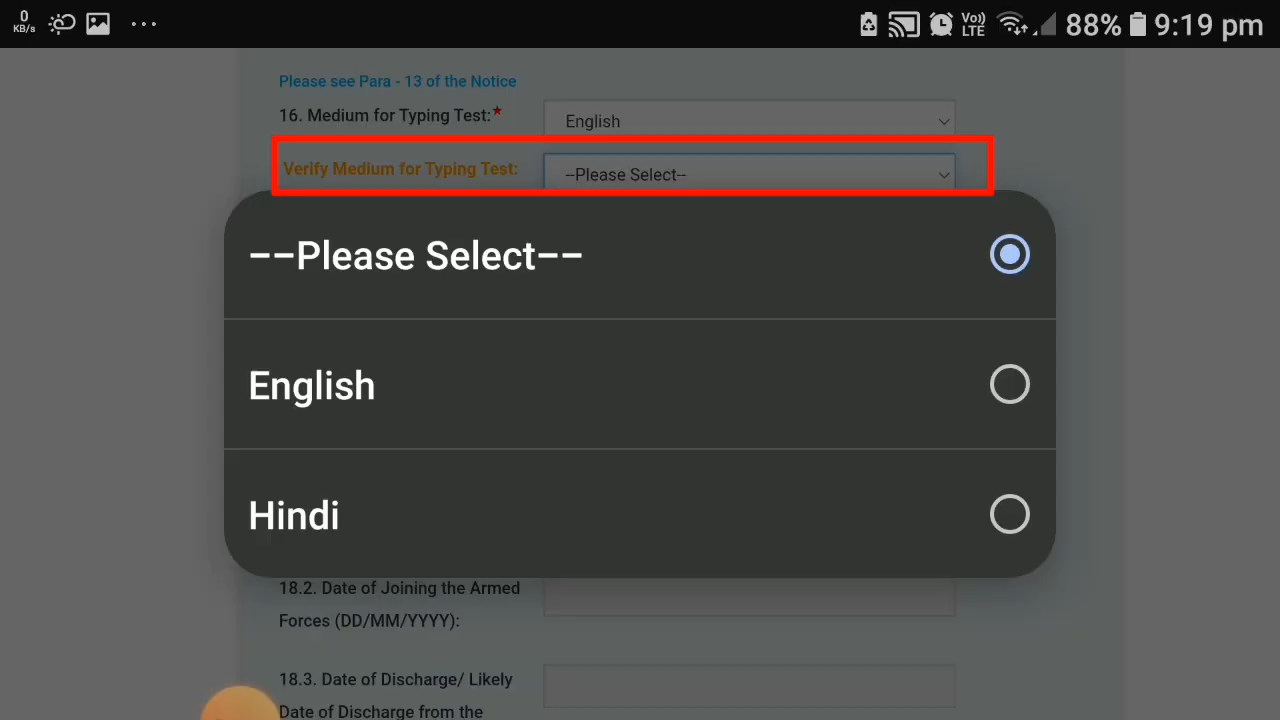 0
KB/s
Vo))
LTE
88%
9:19 pm
Please see Para - 13 of the Notice
16. Medium for Typing Test:*
English
Verify Medium for Typing Test:
--Please Select--
--Please Select--
English
Hindi
18.2. Date of Joining the Armed
Forces (DD/MM/YYYY):
18.3. Date of Discharge/ Likely
Date of Discharge from the